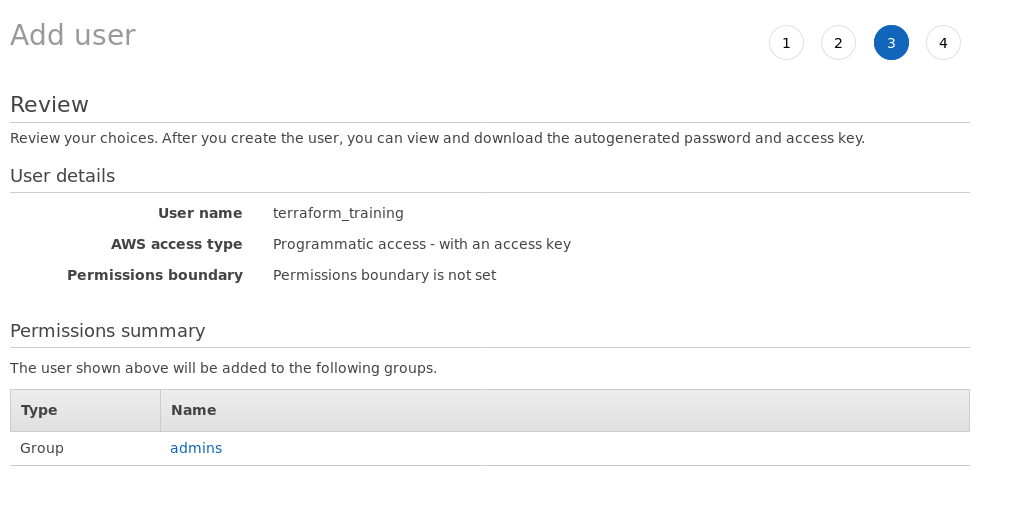 Add user
1 2 3 4
Review
Review your choices. After you create the user, you can view and download the autogenerated password and access key.
User details
User name terraform_training
AWS access type Programmatic access - with an access key
Permissions boundary Permissions boundary is not set
Permissions summary
The user shown above will be added to the following groups.
Type Name
Group admins